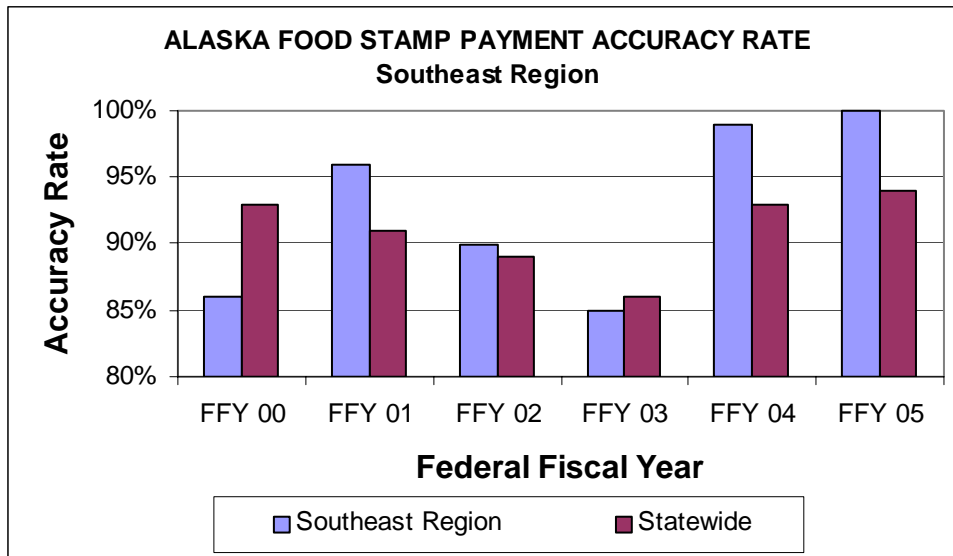 ALASKA FOOD STAMP PAYMENT ACCURACY RATE
Southeast Region
Accuracy Rate
100%
95%
90%
85%
80%
FFY 00 FFY 01 FFY 02 FFY 03 FFY 04 FFY 05
Federal Fiscal Year
Southeast Region Statewide